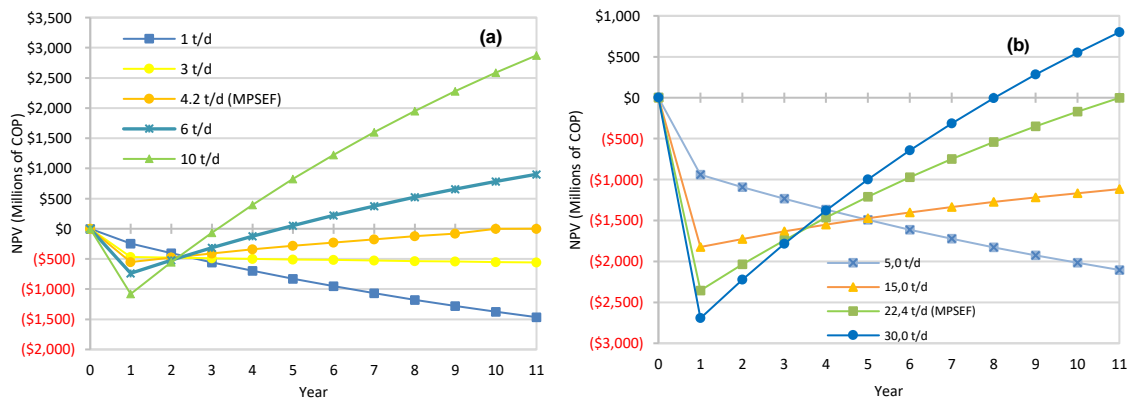 (a)
NPV (Millions of COP)
$3,500
$3,000
$2,500
$2,000
$1,500
$1,000
$500
$0
($500)
($1,000)
($1,500)
($2,000)
1 t/d
3 t/d
4.2 t/d (MPSEF)
6 t/d
10 t/d
0 1 2 3 4 5 6 7 8 9 10 11
Year
(b)
NPV (Millions of COP)
$1,000
$500
$0
($500)
($1,000)
($1,500)
($2,000)
($2,500)
($3,000)
5,0 t/d
15,0 t/d
22,4 t/d (MPSEF)
30,0 t/d
0 1 2 3 4 5 6 7 8 9 10 11
Year